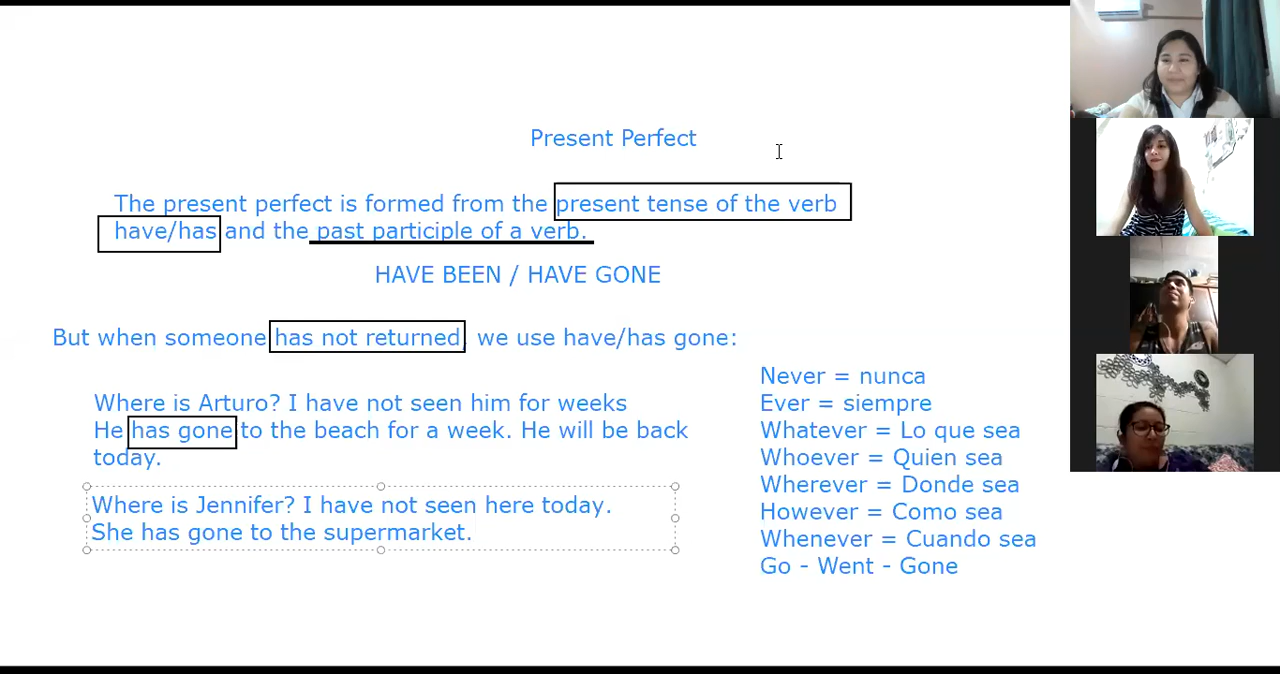 Present Perfect
The present perfect is formed from the present tense of the verb
have/has and the past participle of a verb.
HAVE BEEN / HAVE GONE
But when someone has not returned, we use have/has gone:
Where is Arturo? I have not seen him for weeks
He has gone to the beach for a week. He will be back
today.
Where is Jennifer? I have not seen here today.
She has gone to the supermarket.
Never = nunca
Ever = siempre
Whatever = Lo que sea
Whoever = Quien sea
Wherever = Donde sea
However = Como sea
Whenever = Cuando sea
Go - Went - Gone